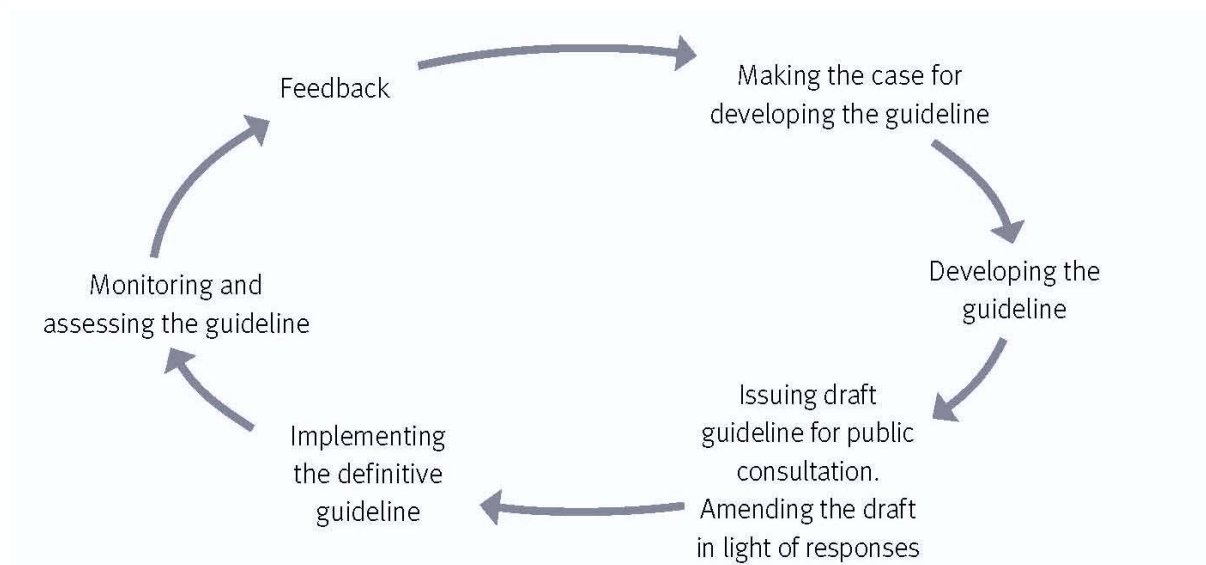 Feedback
Making the case for
developing the guideline
Developing the
guideline
Issuing draft
guideline for public
consultation.
Amending the draft
in light of responses
Implementing
the definitive
guideline
Monitoring and
assessing the guideline